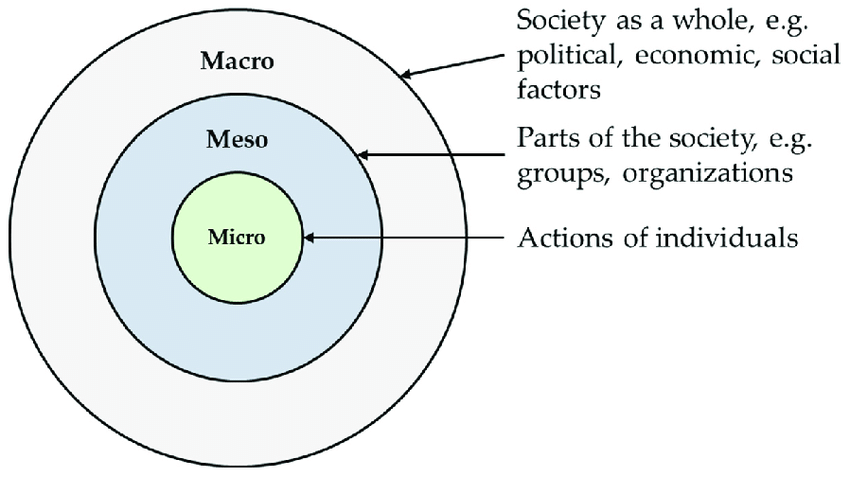 Macro
Meso
Micro
Society as a whole, e.g.
political, economic, social
factors
Parts of the society, e.g.
groups, organizations
Actions of individuals